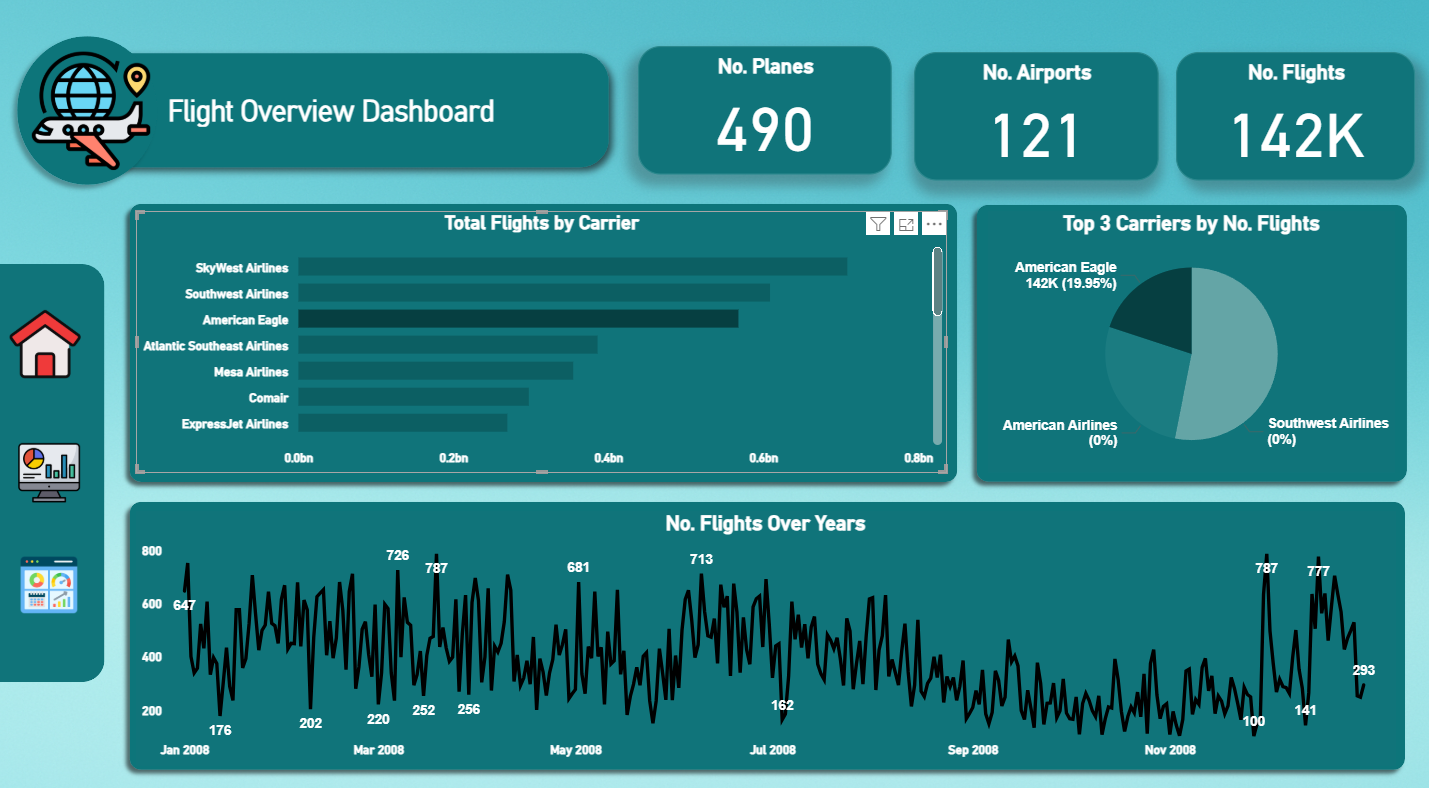 Flight Overview Dashboard
No. Planes
490
No. Airports
121
No. Flights
142K
Total Flights by Carrier
SkyWest Airlines
Southwest Airlines
American Eagle
Atlantic Southeast Airlines
Mesa Airlines
Comair
ExpressJet Airlines
0.0bn 0.2bn 0.4bn 0.6bn 0.8bn
Top 3 Carriers by No. Flights
American Eagle
142K (19.95%)
American Airlines
(0%)
Southwest Airlines
(0%)
No. Flights Over Years
800
600
400
200
647
176
202
726
220
787
252
256
681
713
162
787
100
777
141
293
Jan 2008 Mar 2008 May 2008 Jul 2008 Sep 2008 Nov 2008